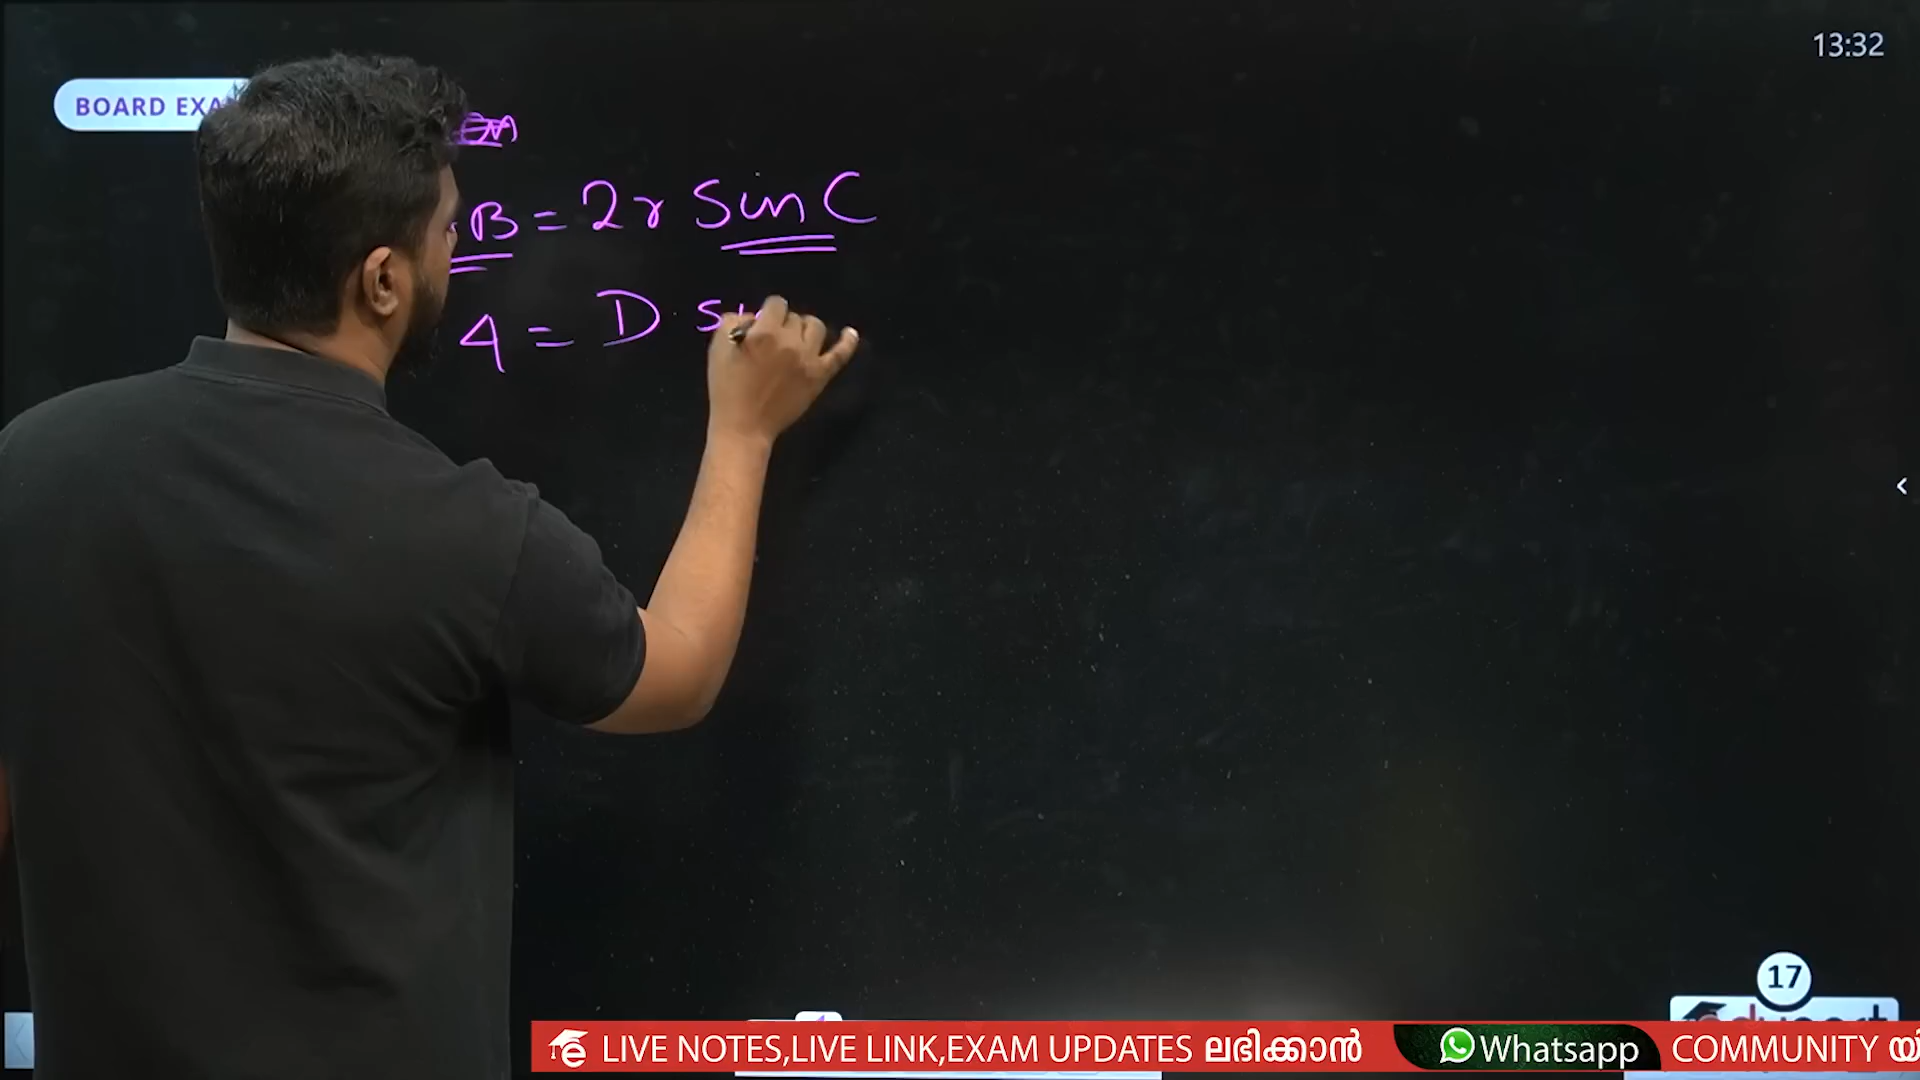 13:32
BOARD EXA
B = 2r Sin C
4 = D . S
17
LIVE NOTES,LIVE LINK,EXAM UPDATES ലഭിക്കാൻ Whatsapp COMMUNITY യി